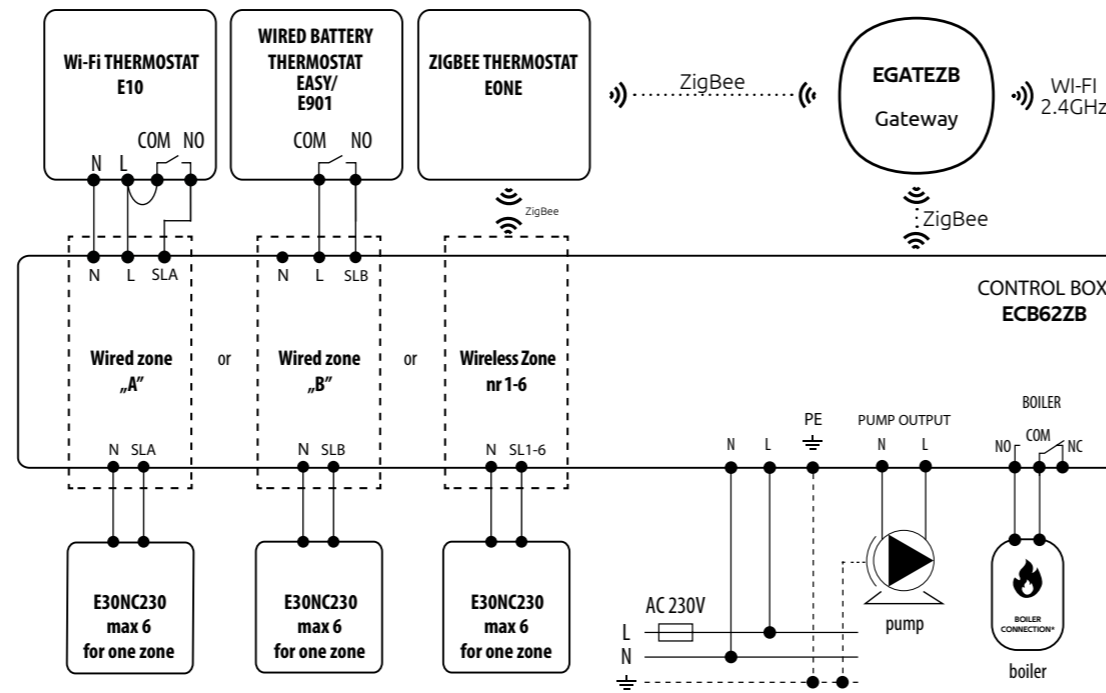 Wi-Fi THERMOSTAT
E10
N L COM NO
WIRED BATTERY
THERMOSTAT
EASY/
E901
COM NO
ZIGBEE THERMOSTAT
EONE
ZigBee
EGATEZB
Gateway
WI-FI
2.4GHz
ZigBee
ZigBee
N L SLA
N L SLB
CONTROL BOX
ECB62ZB
Wired zone
„A”
or
Wired zone
„B”
or
Wireless Zone
nr 1-6
N SLA
N SLB
N SL1-6
N L PE
PUMP OUTPUT
N L
BOILER
NO COM NC
E30NC230
max 6
for one zone
E30NC230
max 6
for one zone
E30NC230
max 6
for one zone
AC 230V
L
N
pump
BOILER
CONNECTION*
boiler